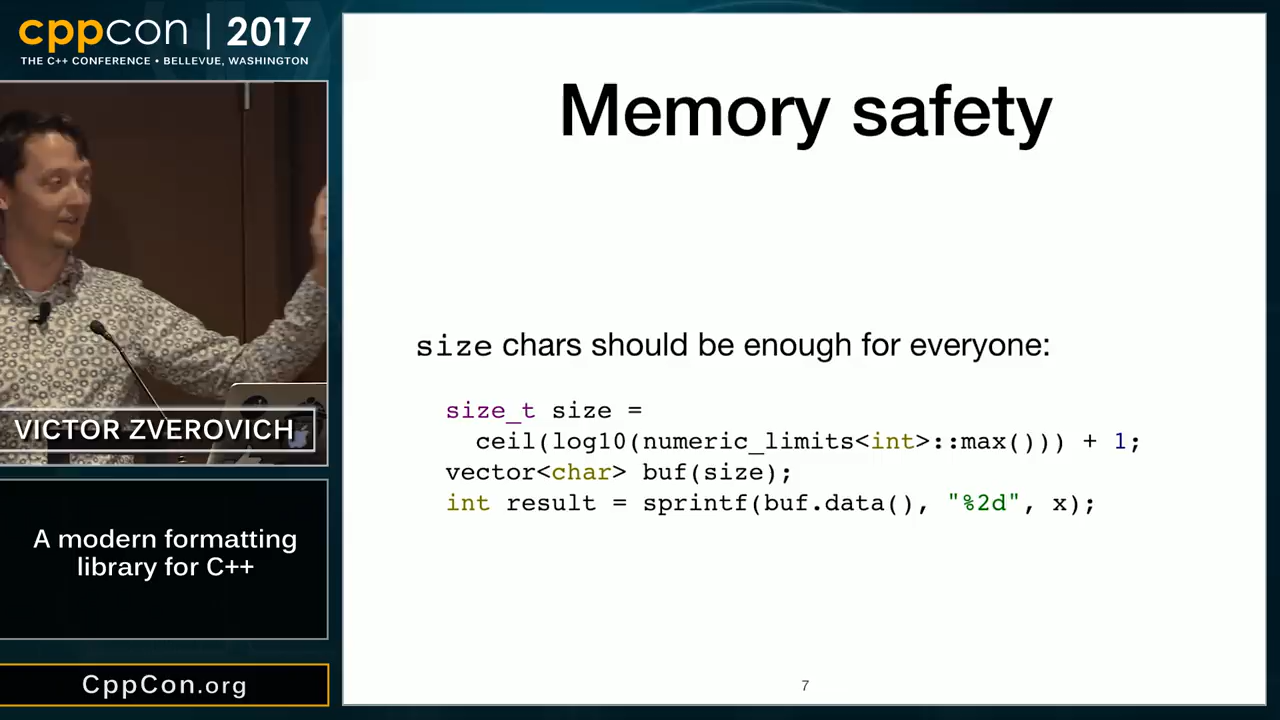 cppcon | 2017
THE C++ CONFERENCE • BELLEVUE, WASHINGTON
VICTOR ZVEROVICH
A modern formatting
library for C++
CppCon.org
Memory safety
size chars should be enough for everyone:
size_t size =
ceil(log10(numeric_limits<int>::max())) + 1;
vector<char> buf(size);
int result = sprintf(buf.data(), "%2d", x);
7